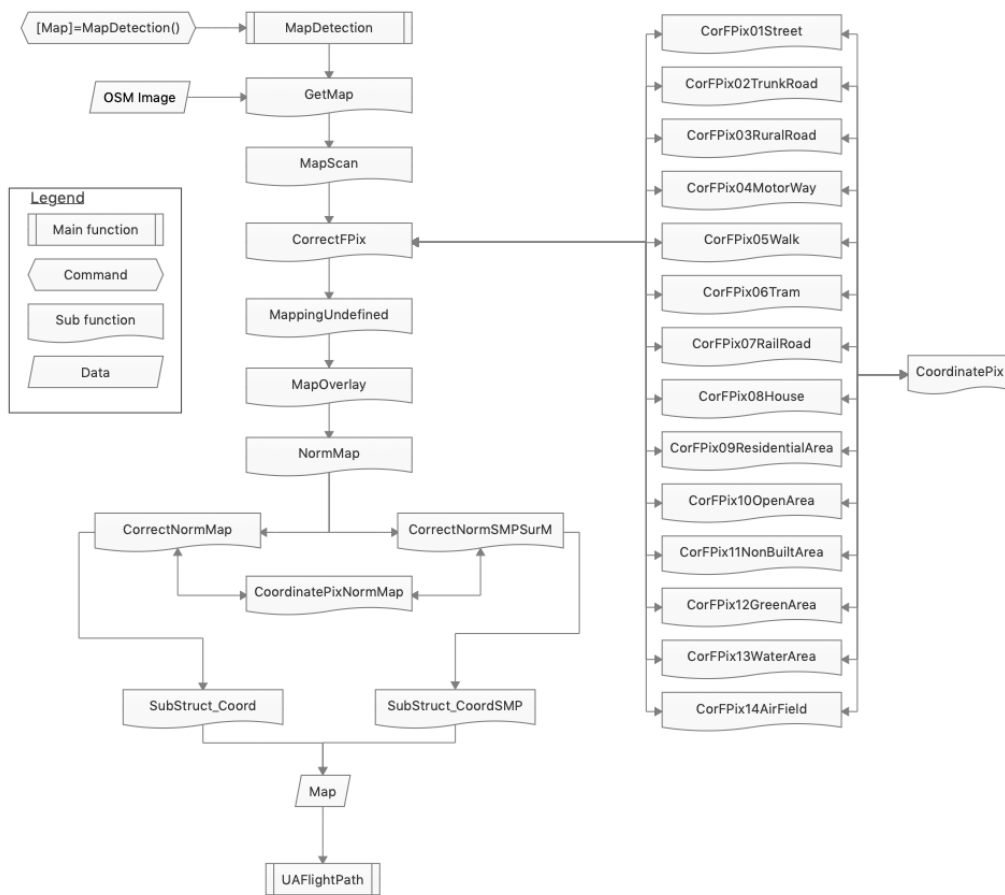 [Map]=MapDetection()
MapDetection
OSM Image
GetMap
MapScan
CorrectFPix
MappingUndefined
MapOverlay
NormMap
CorrectNormMap
CorrectNormSMPSurM
CoordinatePixNormMap
SubStruct_Coord
SubStruct_CoordSMP
Map
UAFlightPath
Legend
Main function
Command
Sub function
Data
CorFPix01Street
CorFPix02TrunkRoad
CorFPix03RuralRoad
CorFPix04MotorWay
CorFPix05Walk
CorFPix06Tram
CorFPix07RailRoad
CorFPix08House
CorFPix09ResidentialArea
CorFPix10OpenArea
CorFPix11NonBuiltArea
CorFPix12GreenArea
CorFPix13WaterArea
CorFPix14AirField
CoordinatePix